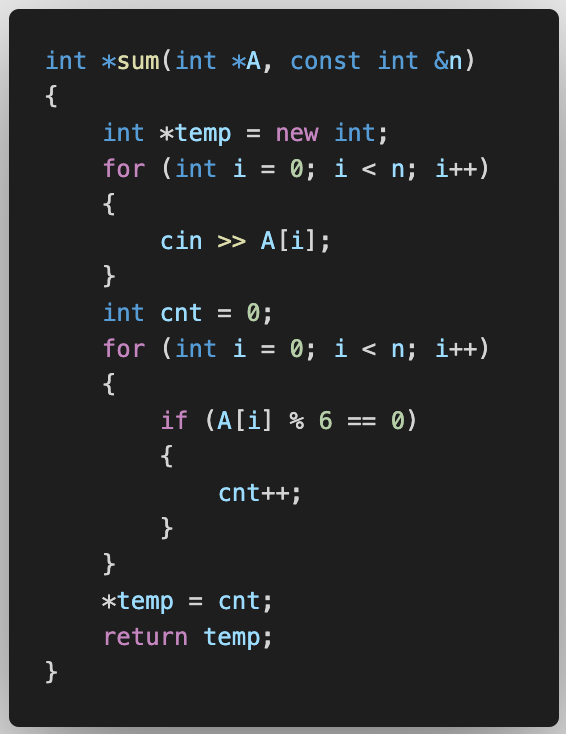 int *sum(int *A, const int &n)
{
    int *temp = new int;
    for (int i = 0; i < n; i++)
    {
        cin >> A[i];
    }
    int cnt = 0;
    for (int i = 0; i < n; i++)
    {
        if (A[i] % 6 == 0)
        {
            cnt++;
        }
    }
    *temp = cnt;
    return temp;
}